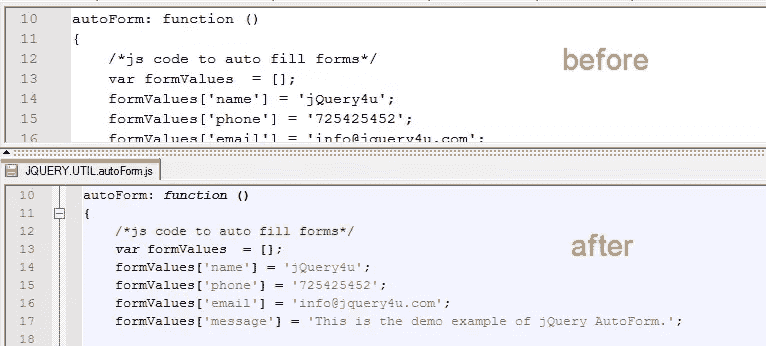 10 autoForm: function ()
11 {
12 /*js code to auto fill forms*/
13 var formValues  = [];
14 formValues['name'] = 'jQuery4u';
15 formValues['phone'] = '725425452';
16 formValues['email'] = 'info@jquery4u.com';
before
JQUERY.UTIL.autoForm.js
10 autoForm: function ()
11 {
12 /*js code to auto fill forms*/
13 var formValues  = [];
14 formValues['name'] = 'jQuery4u';
15 formValues['phone'] = '725425452';
16 formValues['email'] = 'info@jquery4u.com';
17 formValues['message'] = 'This is the demo example of jQuery AutoForm.';
18
after